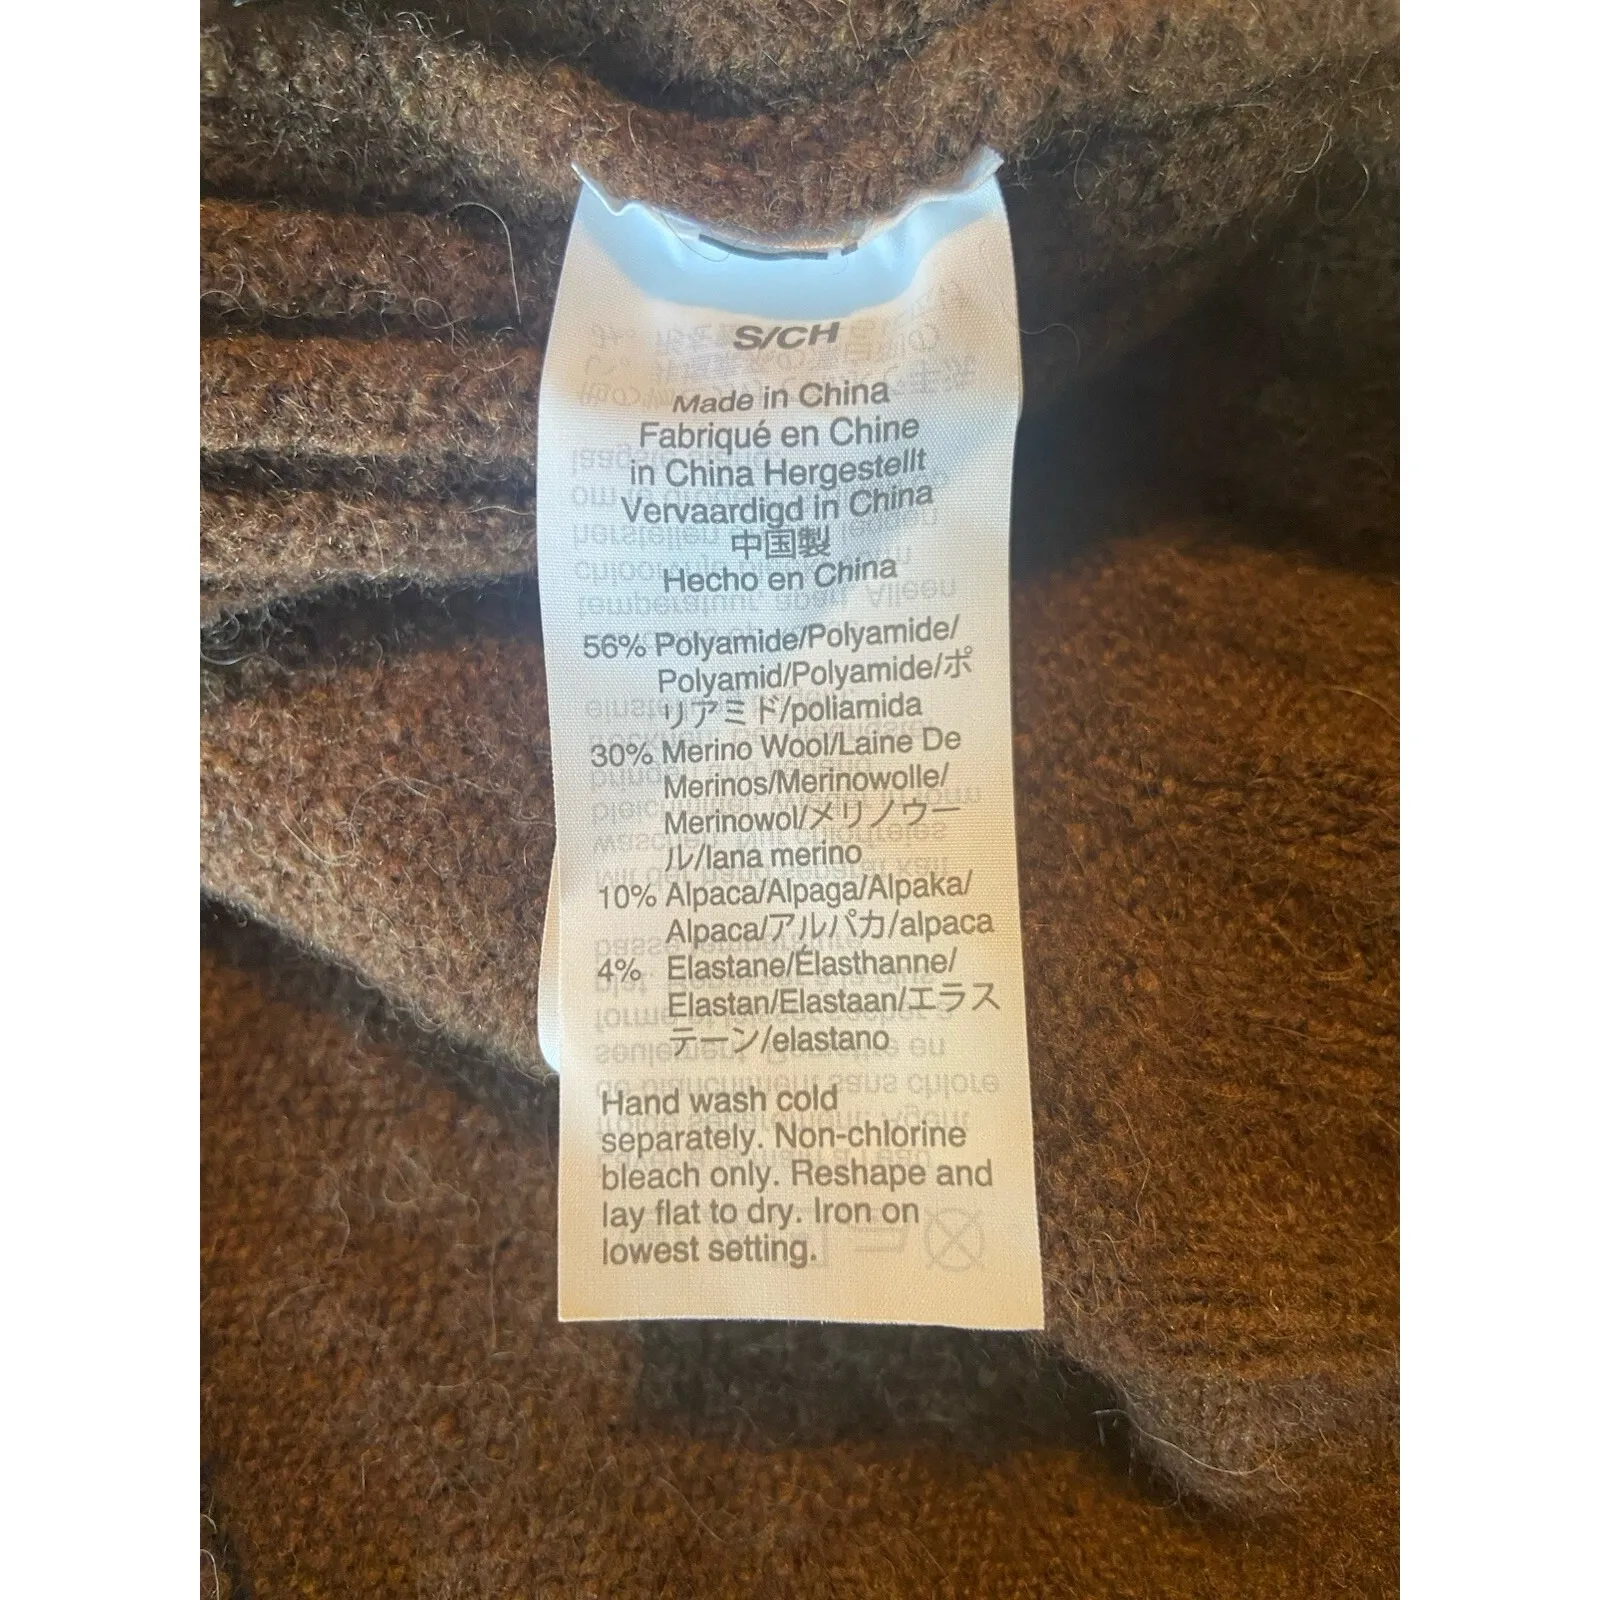 S/CH
Made in China
Fabriqué en Chine
in China Hergestellt
Vervaardigd in China
中国製
Hecho en China
56% Polyamide/Polyamide/
Polyamid/Polyamide/ポ
リアミド/poliamida
30% Merino Wool/Laine De
Merinos/Merinowolle/
Merinowol/メリノウー
ル/lana merino
10% Alpaca/Alpaga/Alpaka/
Alpaca/アルパカ/alpaca
4% Elastane/Élasthanne/
Elastan/Elastaan/エラス
テーン/elastano
Hand wash cold
separately. Non-chlorine
bleach only. Reshape and
lay flat to dry. Iron on
lowest setting.